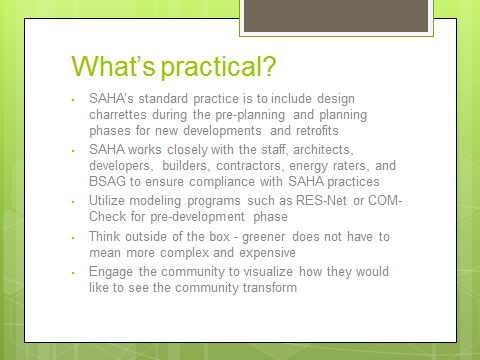 What's practical?
• SAHA's standard practice is to include design
charrettes during the pre-planning and planning
phases for new developments and retrofits
• SAHA works closely with the staff, architects,
developers, builders, contractors, energy raters, and
BSAG to ensure compliance with SAHA practices
• Utilize modeling programs such as RES-Net or COM-
Check for pre-development phase
• Think outside of the box - greener does not have to
mean more complex and expensive
• Engage the community to visualize how they would
like to see the community transform